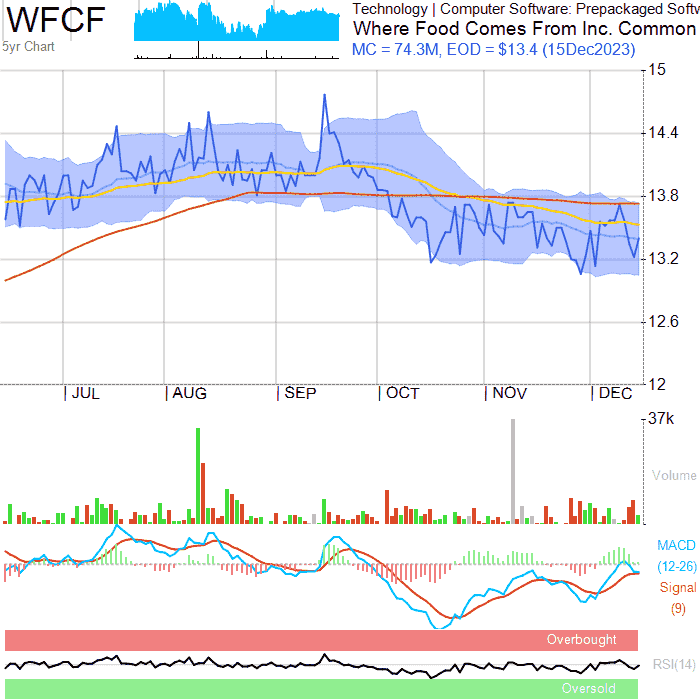 WFCF
5yr Chart
Technology | Computer Software: Prepackaged Softw
Where Food Comes From Inc. Common
MC = 74.3M, EOD = $13.4 (15Dec2023)
15
14.4
13.8
13.2
12.6
12
| JUL | AUG | SEP | OCT | NOV | DEC
37k
Volume
MACD
(12-26)
Signal
(9)
Overbought
RSI(14)
Oversold